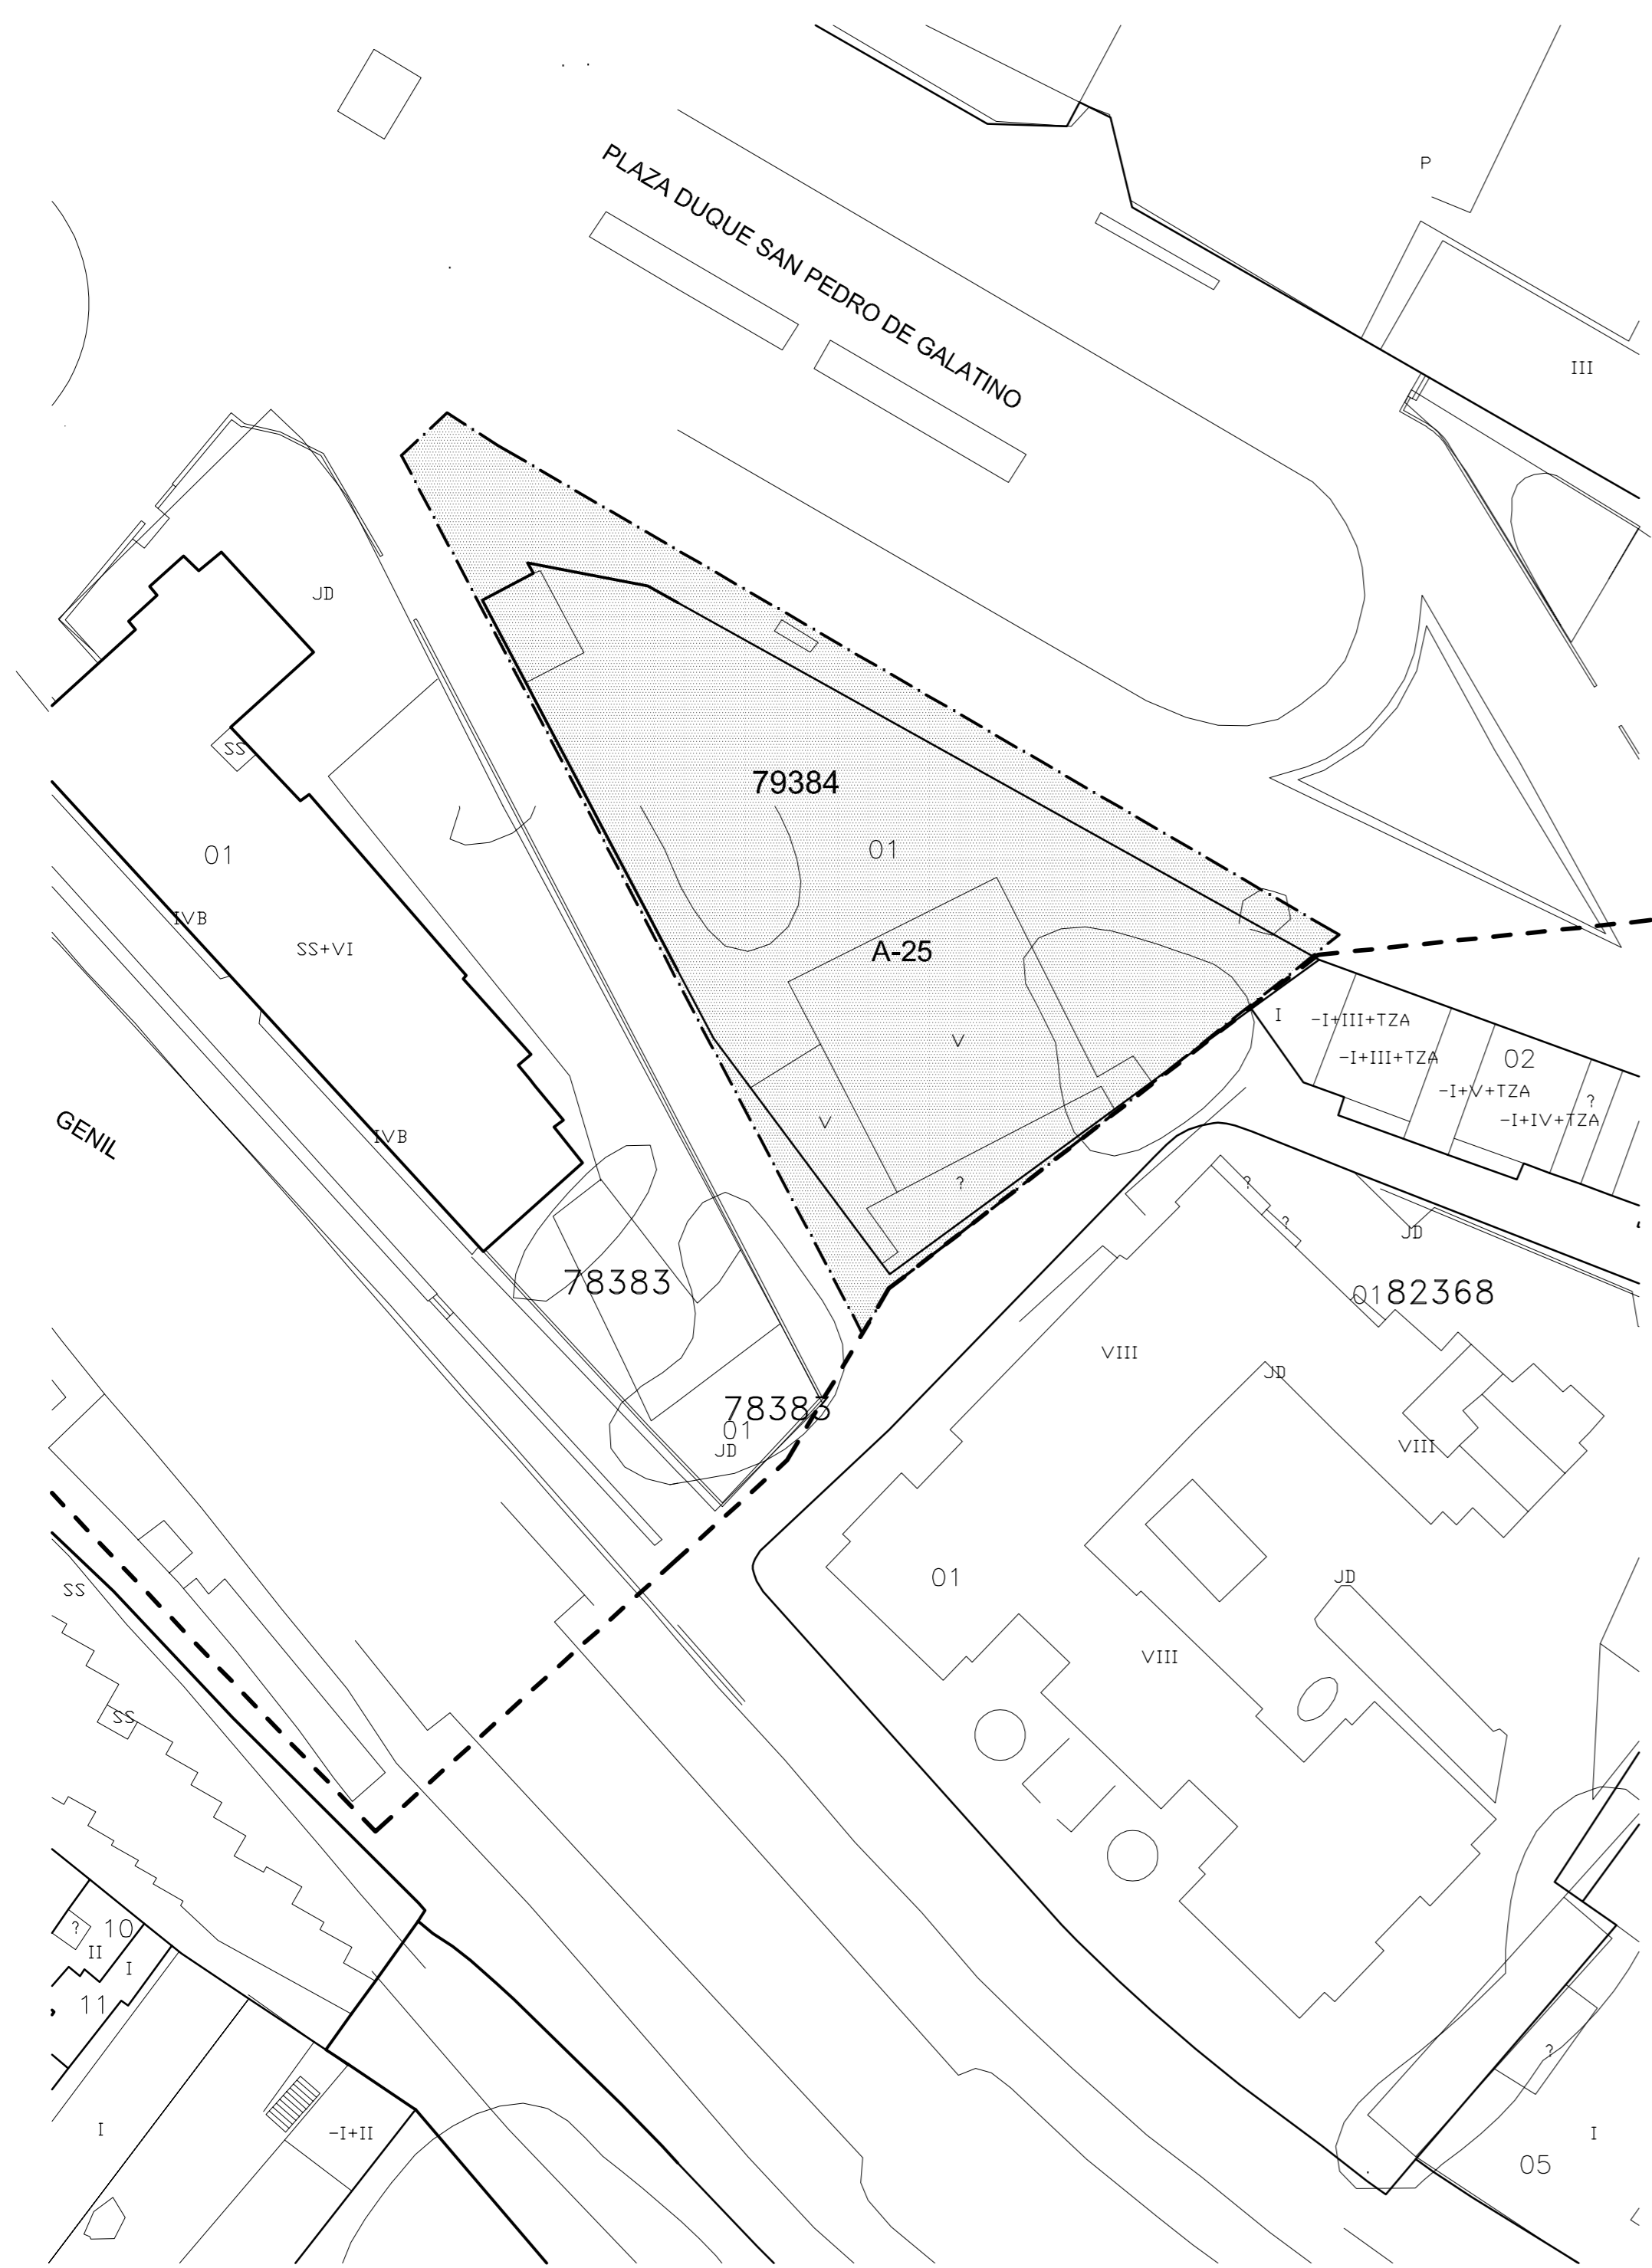 P
PLAZA DUQUE SAN PEDRO DE GALATINO
III
JD
SS
79384
01
01
IVB
SS+VI
A-25
I
-I+III+TZA
V
-I+III+TZA
02
-I+V+TZA
?
-I+IV+TZA
GENIL
IVB
V
?
?
?
JD
78383
01
82368
VIII
JD
78383
01
JD
VIII
01
JD
SS
VIII
SS
?
10
II
I
11
?
I
-I+II
I
05